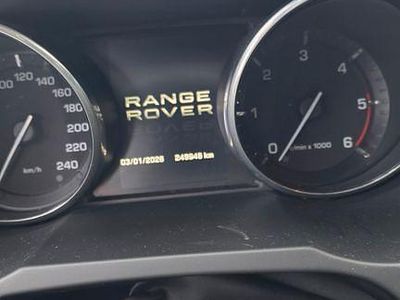 RANGE
ROVER
03/01/2026 249948 km
100 120 140 160 180 200 220 240
km/h
0 1 2 3 4 5 6
r/min x 1000